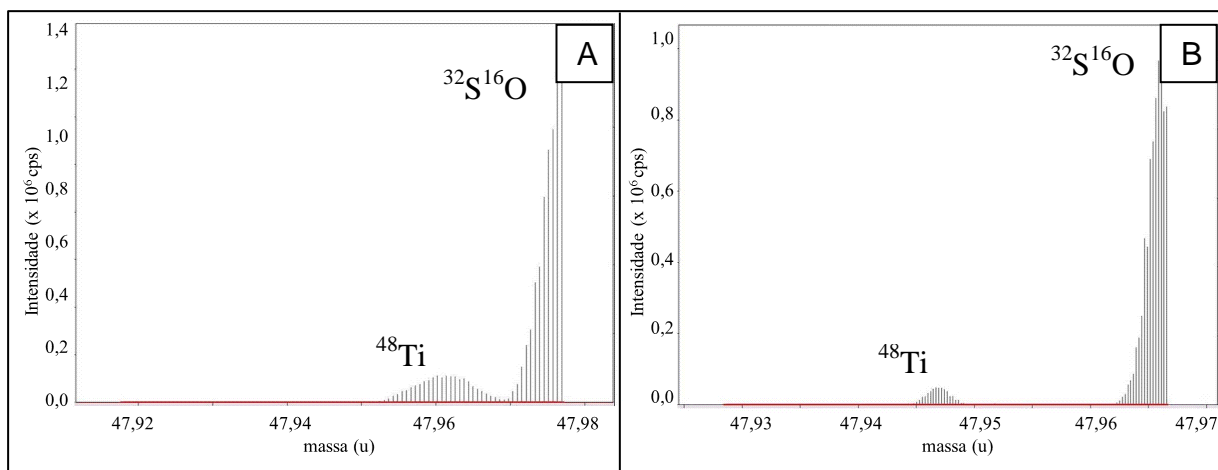 A
1,4
1,2
1,0
0,8
0,6
0,4
0,2
0,0
Intensidade (x 10⁶ cps)
³²S¹⁶O
⁴⁸Ti
47,92 47,94 47,96 47,98
massa (u)
B
1,0
0,8
0,6
0,4
0,2
0,0
Intensidade (x 10⁶ cps)
³²S¹⁶O
⁴⁸Ti
47,93 47,94 47,95 47,96 47,97
massa (u)